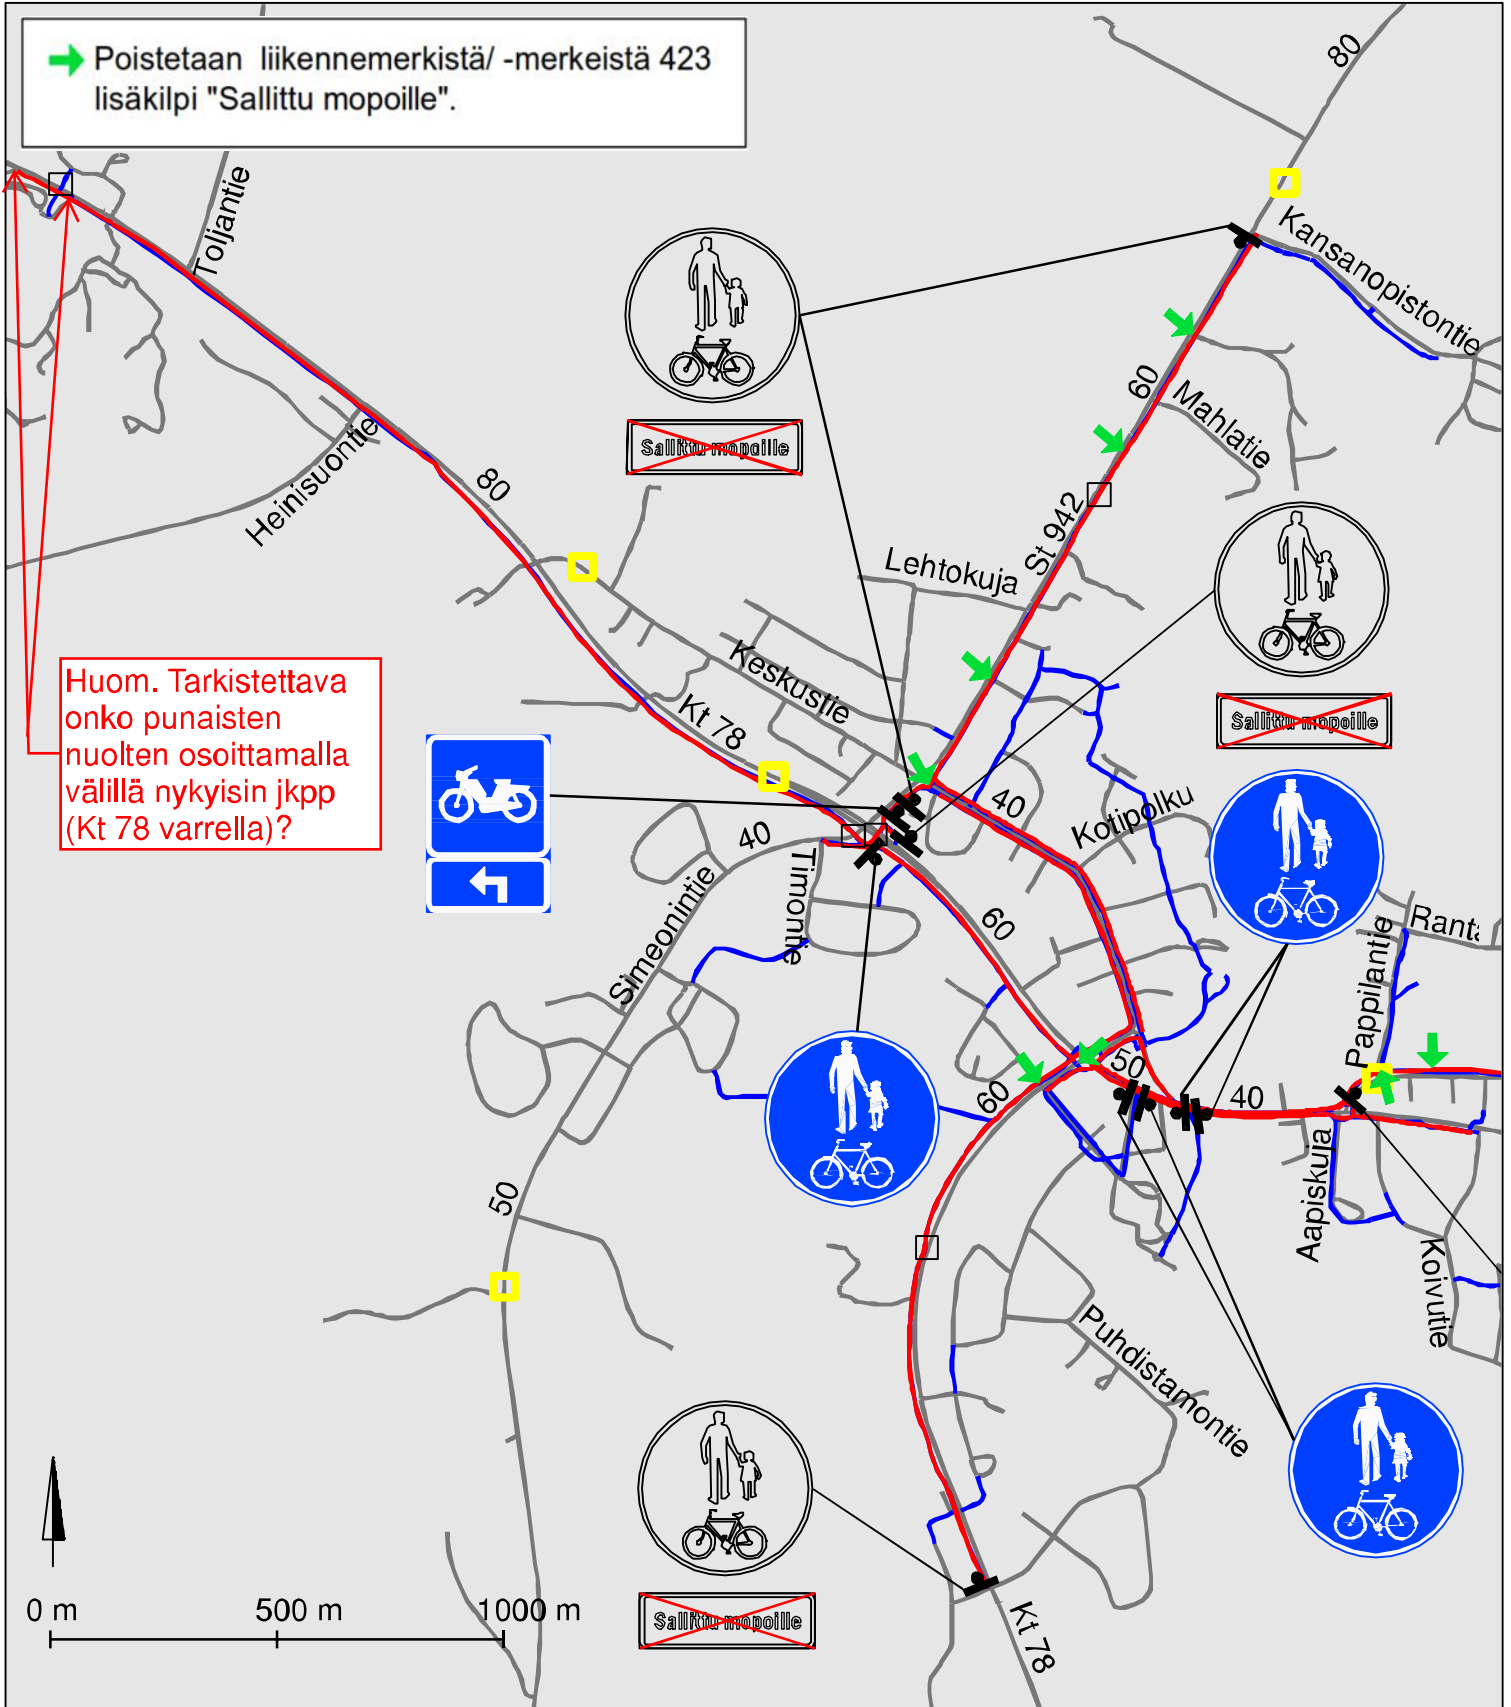 Poistetaan liikennemerkistä/ -merkeistä 423
lisäkilpi "Sallittu mopoille".
80
Toljantie
Kansanopistontie
60
Mahlatie
Sallittu mopoille
Heinisuontie
80
St 942
Lehtokuja
Huom. Tarkistettava
onko punaisten
nuolten osoittamalla
välillä nykyisin jkpp
(Kt 78 varrella)?
Keskustie
Kt 78
Sallittu mopoille
40
Kotipolku
40
Timontie
Simeonintie
60
Pappilantie
50
60
40
Aapiskuja
50
Koivutie
Puhdistamontie
0 m
500 m
1000 m
Sallittu mopoille
Kt 78